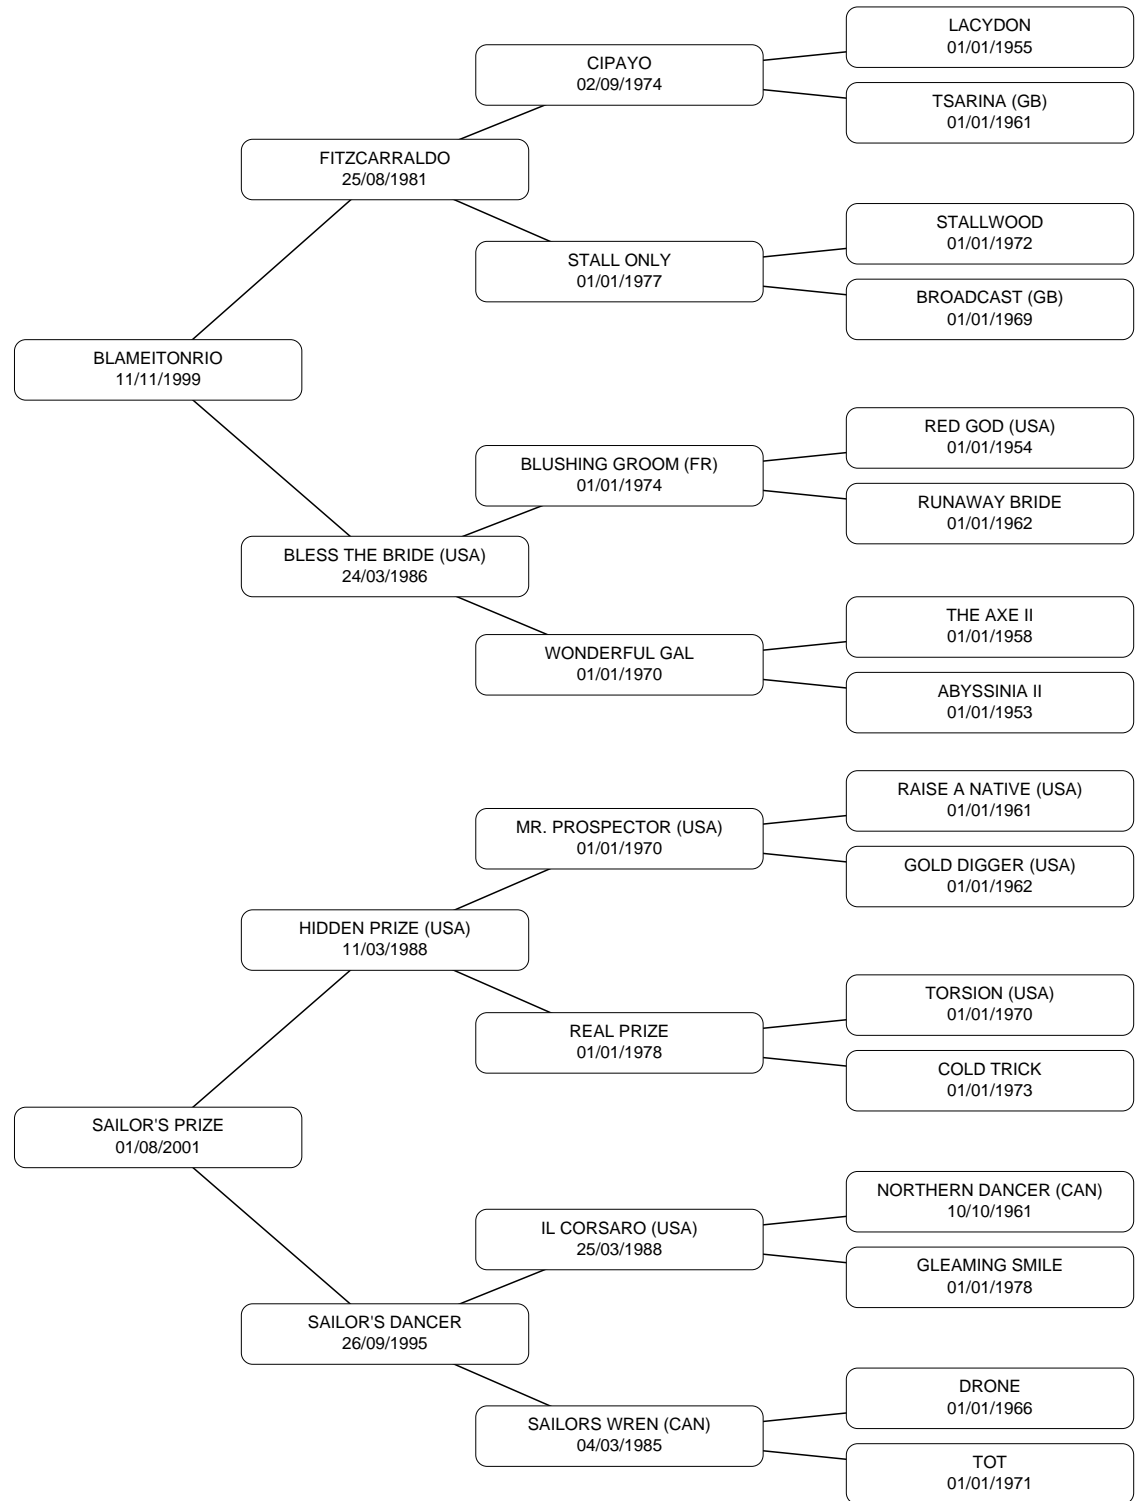 LACYDON
01/01/1955
CIPAYO
02/09/1974
TSARINA (GB)
01/01/1961
FITZCARRALDO
25/08/1981
STALLWOOD
01/01/1972
STALL ONLY
01/01/1977
BROADCAST (GB)
01/01/1969
BLAMEITONRIO
11/11/1999
RED GOD (USA)
01/01/1954
BLUSHING GROOM (FR)
01/01/1974
RUNAWAY BRIDE
01/01/1962
BLESS THE BRIDE (USA)
24/03/1986
THE AXE II
01/01/1958
WONDERFUL GAL
01/01/1970
ABYSSINIA II
01/01/1953
RAISE A NATIVE (USA)
01/01/1961
MR. PROSPECTOR (USA)
01/01/1970
GOLD DIGGER (USA)
01/01/1962
HIDDEN PRIZE (USA)
11/03/1988
TORSION (USA)
01/01/1970
REAL PRIZE
01/01/1978
COLD TRICK
01/01/1973
SAILOR'S PRIZE
01/08/2001
NORTHERN DANCER (CAN)
10/10/1961
IL CORSARO (USA)
25/03/1988
GLEAMING SMILE
01/01/1978
SAILOR'S DANCER
26/09/1995
DRONE
01/01/1966
SAILORS WREN (CAN)
04/03/1985
TOT
01/01/1971